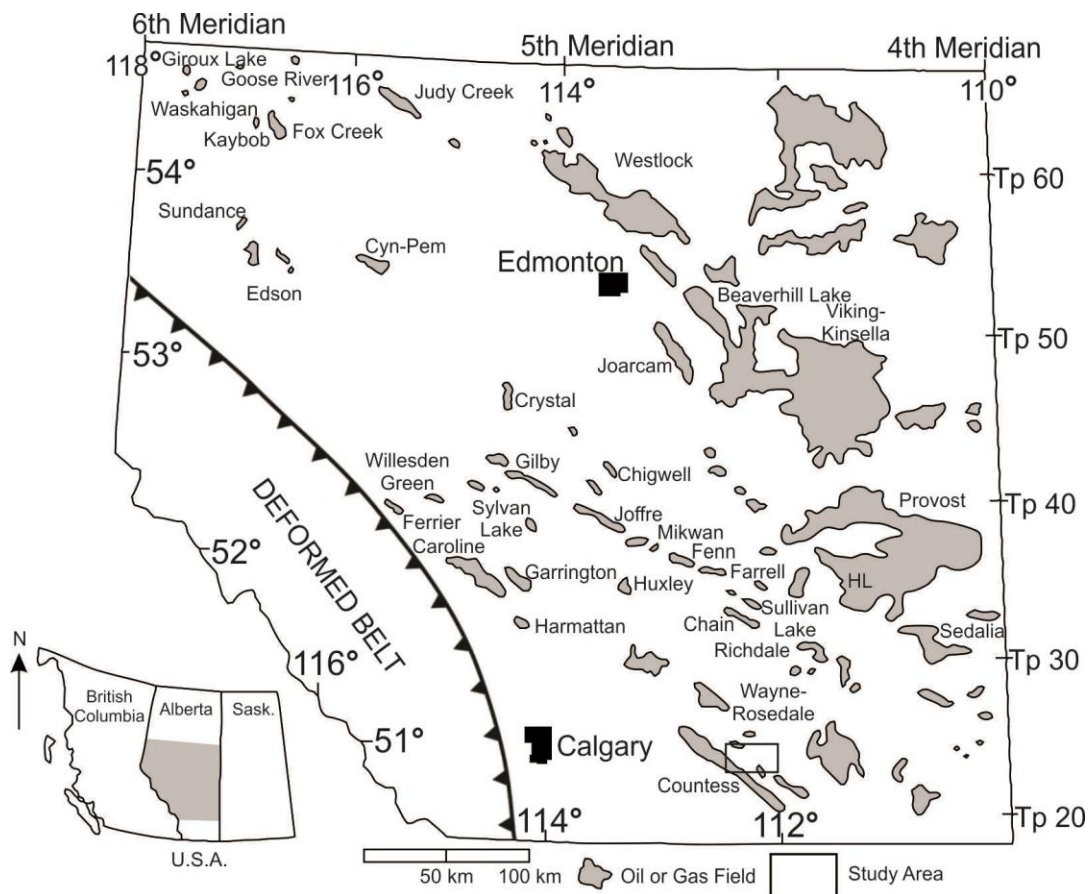 6th Meridian
5th Meridian
4th Meridian
118°
Giroux Lake
Goose River
116°
114°
110°
Judy Creek
Waskahigan
Kaybob
Fox Creek
Westlock
54°
Tp 60
Sundance
Cyn-Pem
Edmonton
Edson
Beaverhill Lake
Viking-
Kinsella
53°
Tp 50
Joarcam
Crystal
Willesden
Green
Gilby
Chigwell
Provost
Tp 40
Ferrier
Sylvan
Lake
Joffre
Mikwan
Fenn
Caroline
52°
DEFORMED BELT
Garrington
Huxley
Farrell
HL
Harmattan
Chain
Sullivan
Lake
Richdale
Sedalia
Tp 30
N
116°
British
Columbia
Alberta
Sask.
Wayne-
Rosedale
51°
Calgary
Countess
Tp 20
114°
112°
U.S.A.
50 km
100 km
Oil or Gas Field
Study Area